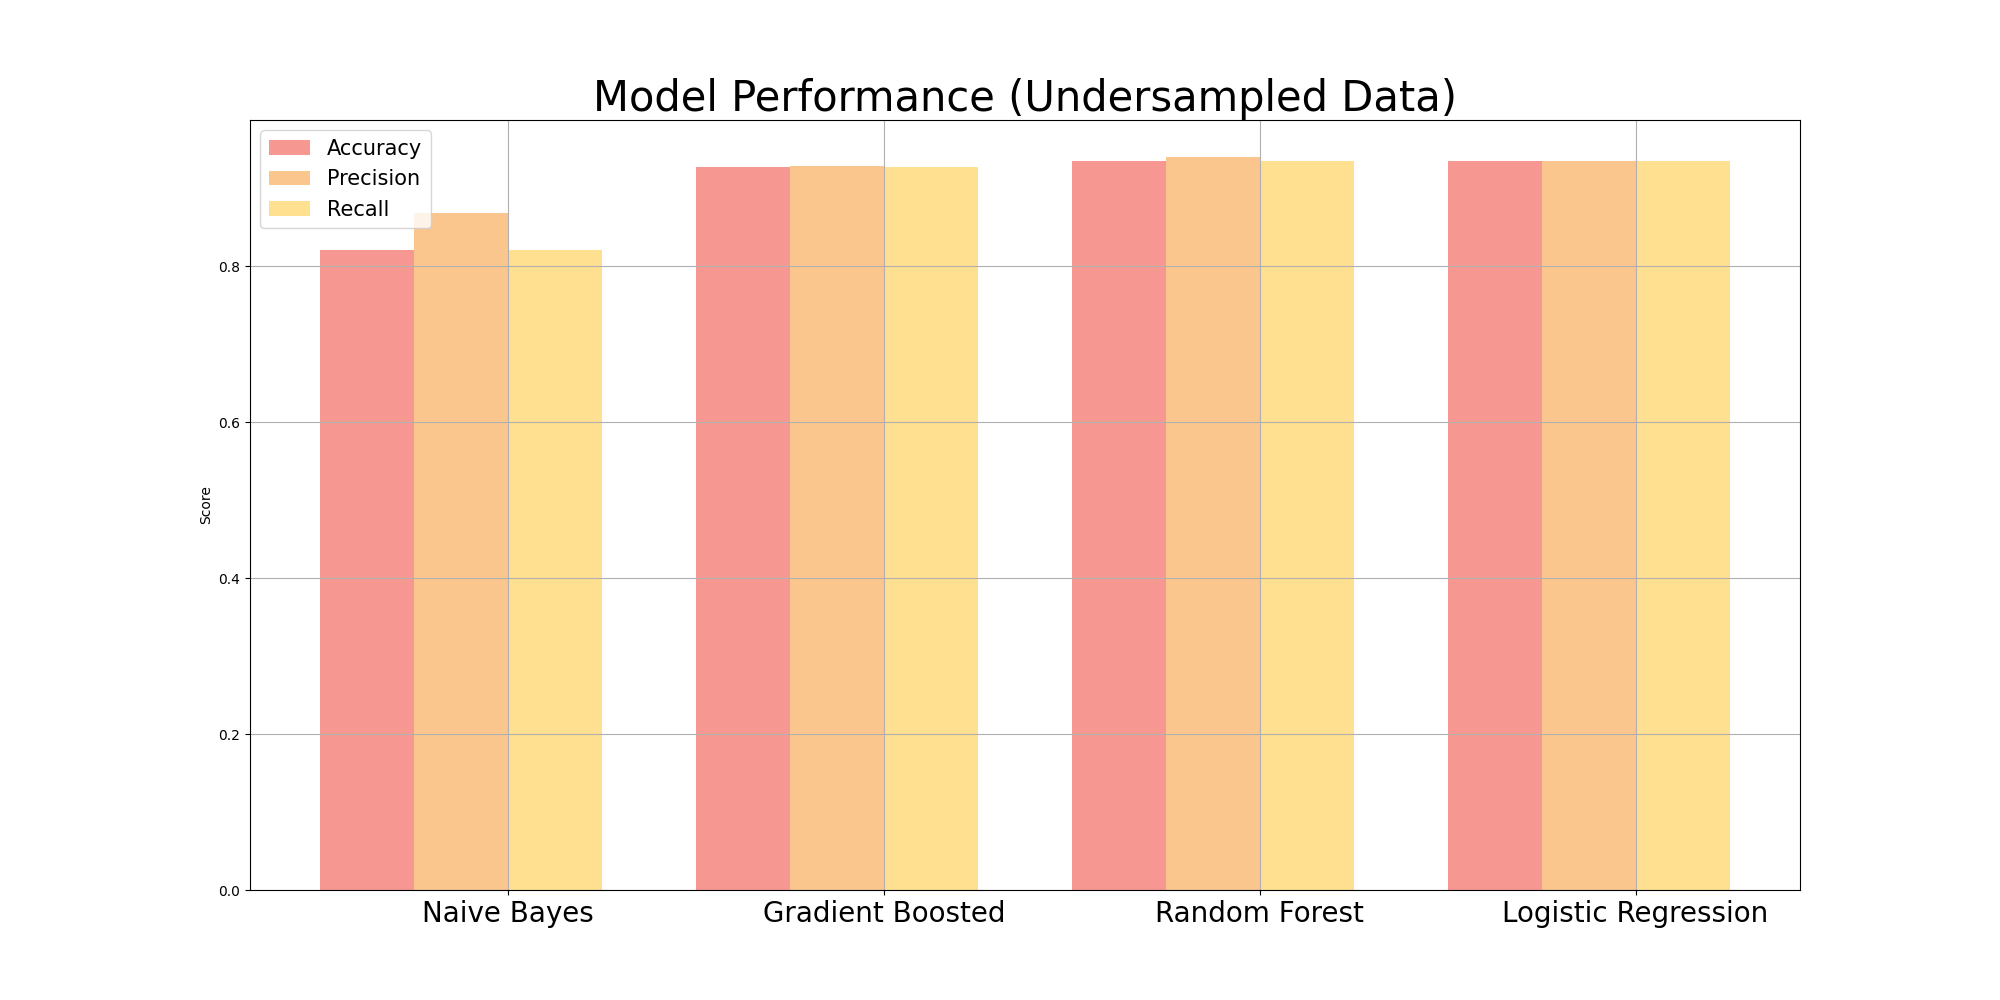 Model Performance (Undersampled Data)
Accuracy
Precision
Recall
0.8
0.6
0.4
0.2
0.0
Score
Naive Bayes
Gradient Boosted
Random Forest
Logistic Regression